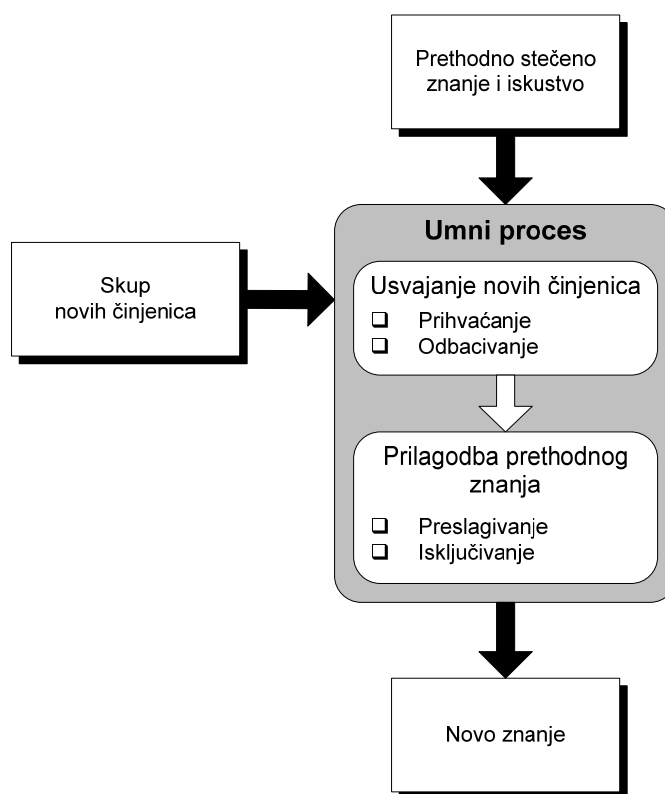 Prethodno stečeno
znanje i iskustvo
Umni proces
Skup
novih činjenica
Usvajanje novih činjenica
Prihvaćanje
Odbacivanje
Prilagodba prethodnog
znanja
Preslagivanje
Isključivanje
Novo znanje